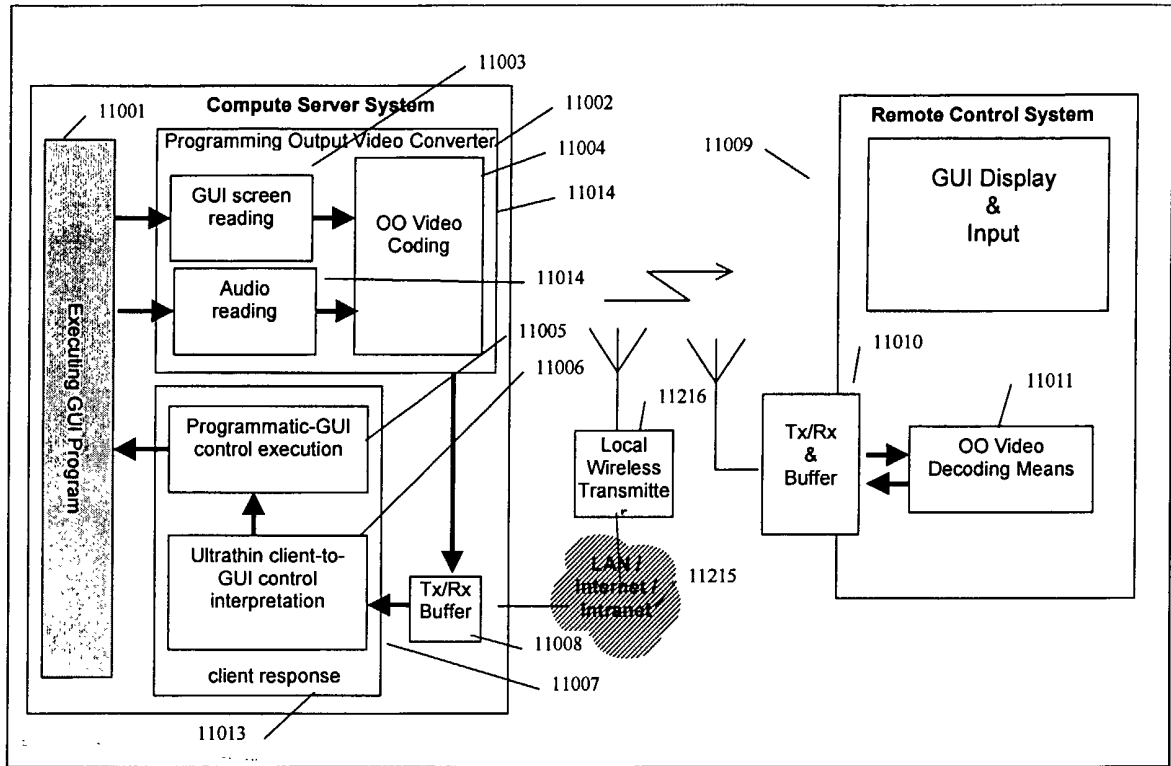 11003
Compute Server System
11001
11002
Programming Output Video Converter
11004
11014
GUI screen
reading
OO Video
Coding
Audio
reading
11014
Executing GUI Program
11005
11006
Programmatic-GUI
control execution
Ultrathin client-to-
GUI control
interpretation
Tx/Rx
Buffer
11008
client response
11007
11013
11216
Local
Wireless
Transmitte
r
LAN /
Internet /
Intranet
11215
Remote Control System
11009
GUI Display
&
Input
11010
11011
Tx/Rx
&
Buffer
OO Video
Decoding Means